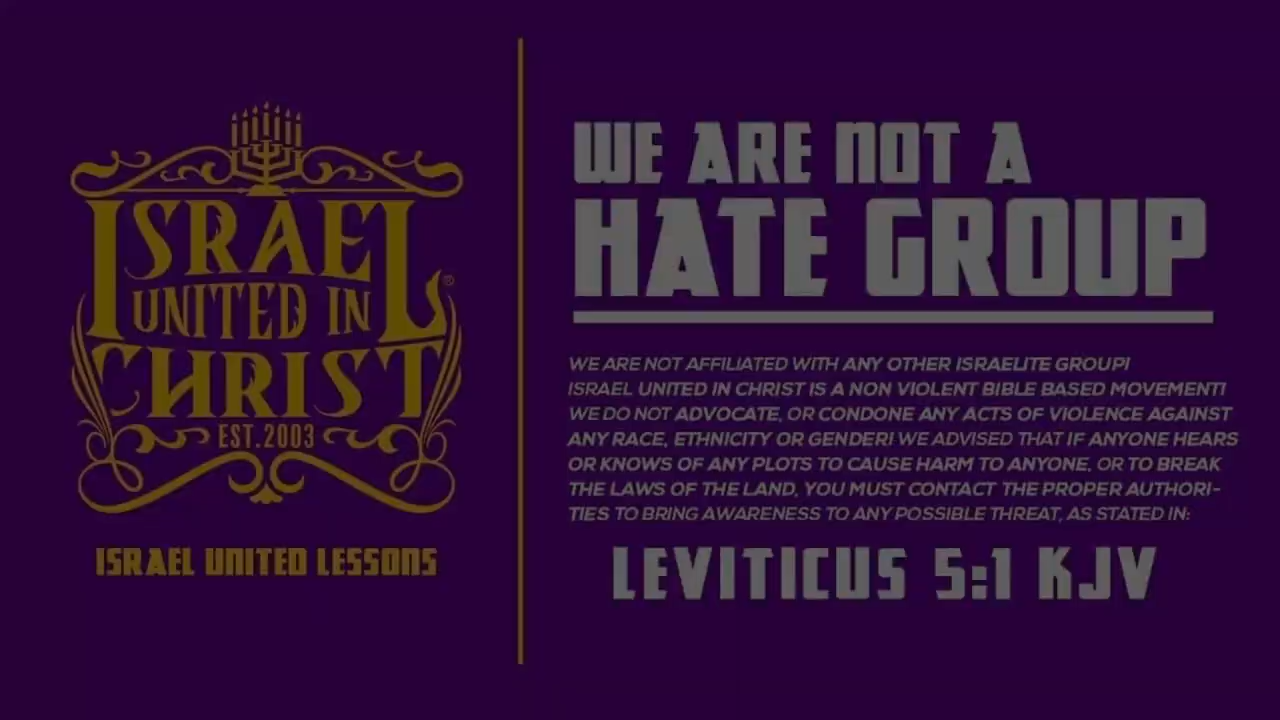 ISRAEL
UNITED IN
CHRIST®
EST.2003
ISRAEL UNITED LESSONS
WE ARE NOT A
HATE GROUP
WE ARE NOT AFFILIATED WITH ANY OTHER ISRAELITE GROUP!
ISRAEL UNITED IN CHRIST IS A NON VIOLENT BIBLE BASED MOVEMENT!
WE DO NOT ADVOCATE, OR CONDONE ANY ACTS OF VIOLENCE AGAINST
ANY RACE, ETHNICITY OR GENDER! WE ADVISED THAT IF ANYONE HEARS
OR KNOWS OF ANY PLOTS TO CAUSE HARM TO ANYONE, OR TO BREAK
THE LAWS OF THE LAND, YOU MUST CONTACT THE PROPER AUTHORI-
TIES TO BRING AWARENESS TO ANY POSSIBLE THREAT, AS STATED IN:
LEVITICUS 5:1 KJV